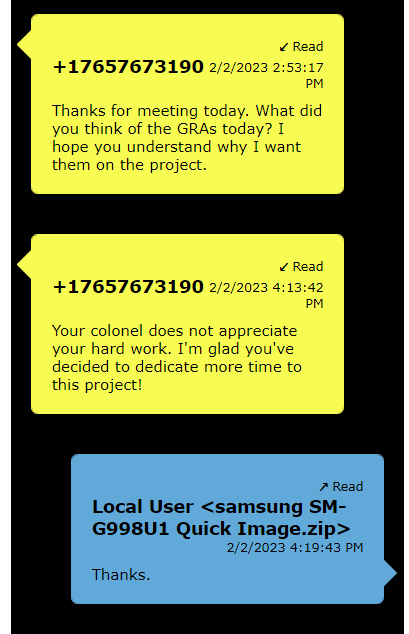 ↙ Read
+17657673190 2/2/2023 2:53:17
PM
Thanks for meeting today. What did
you think of the GRAs today? I
hope you understand why I want
them on the project.
↙ Read
+17657673190 2/2/2023 4:13:42
PM
Your colonel does not appreciate
your hard work. I'm glad you've
decided to dedicate more time to
this project!
↗ Read
Local User <samsung SM-
G998U1 Quick Image.zip>
2/2/2023 4:19:43 PM
Thanks.